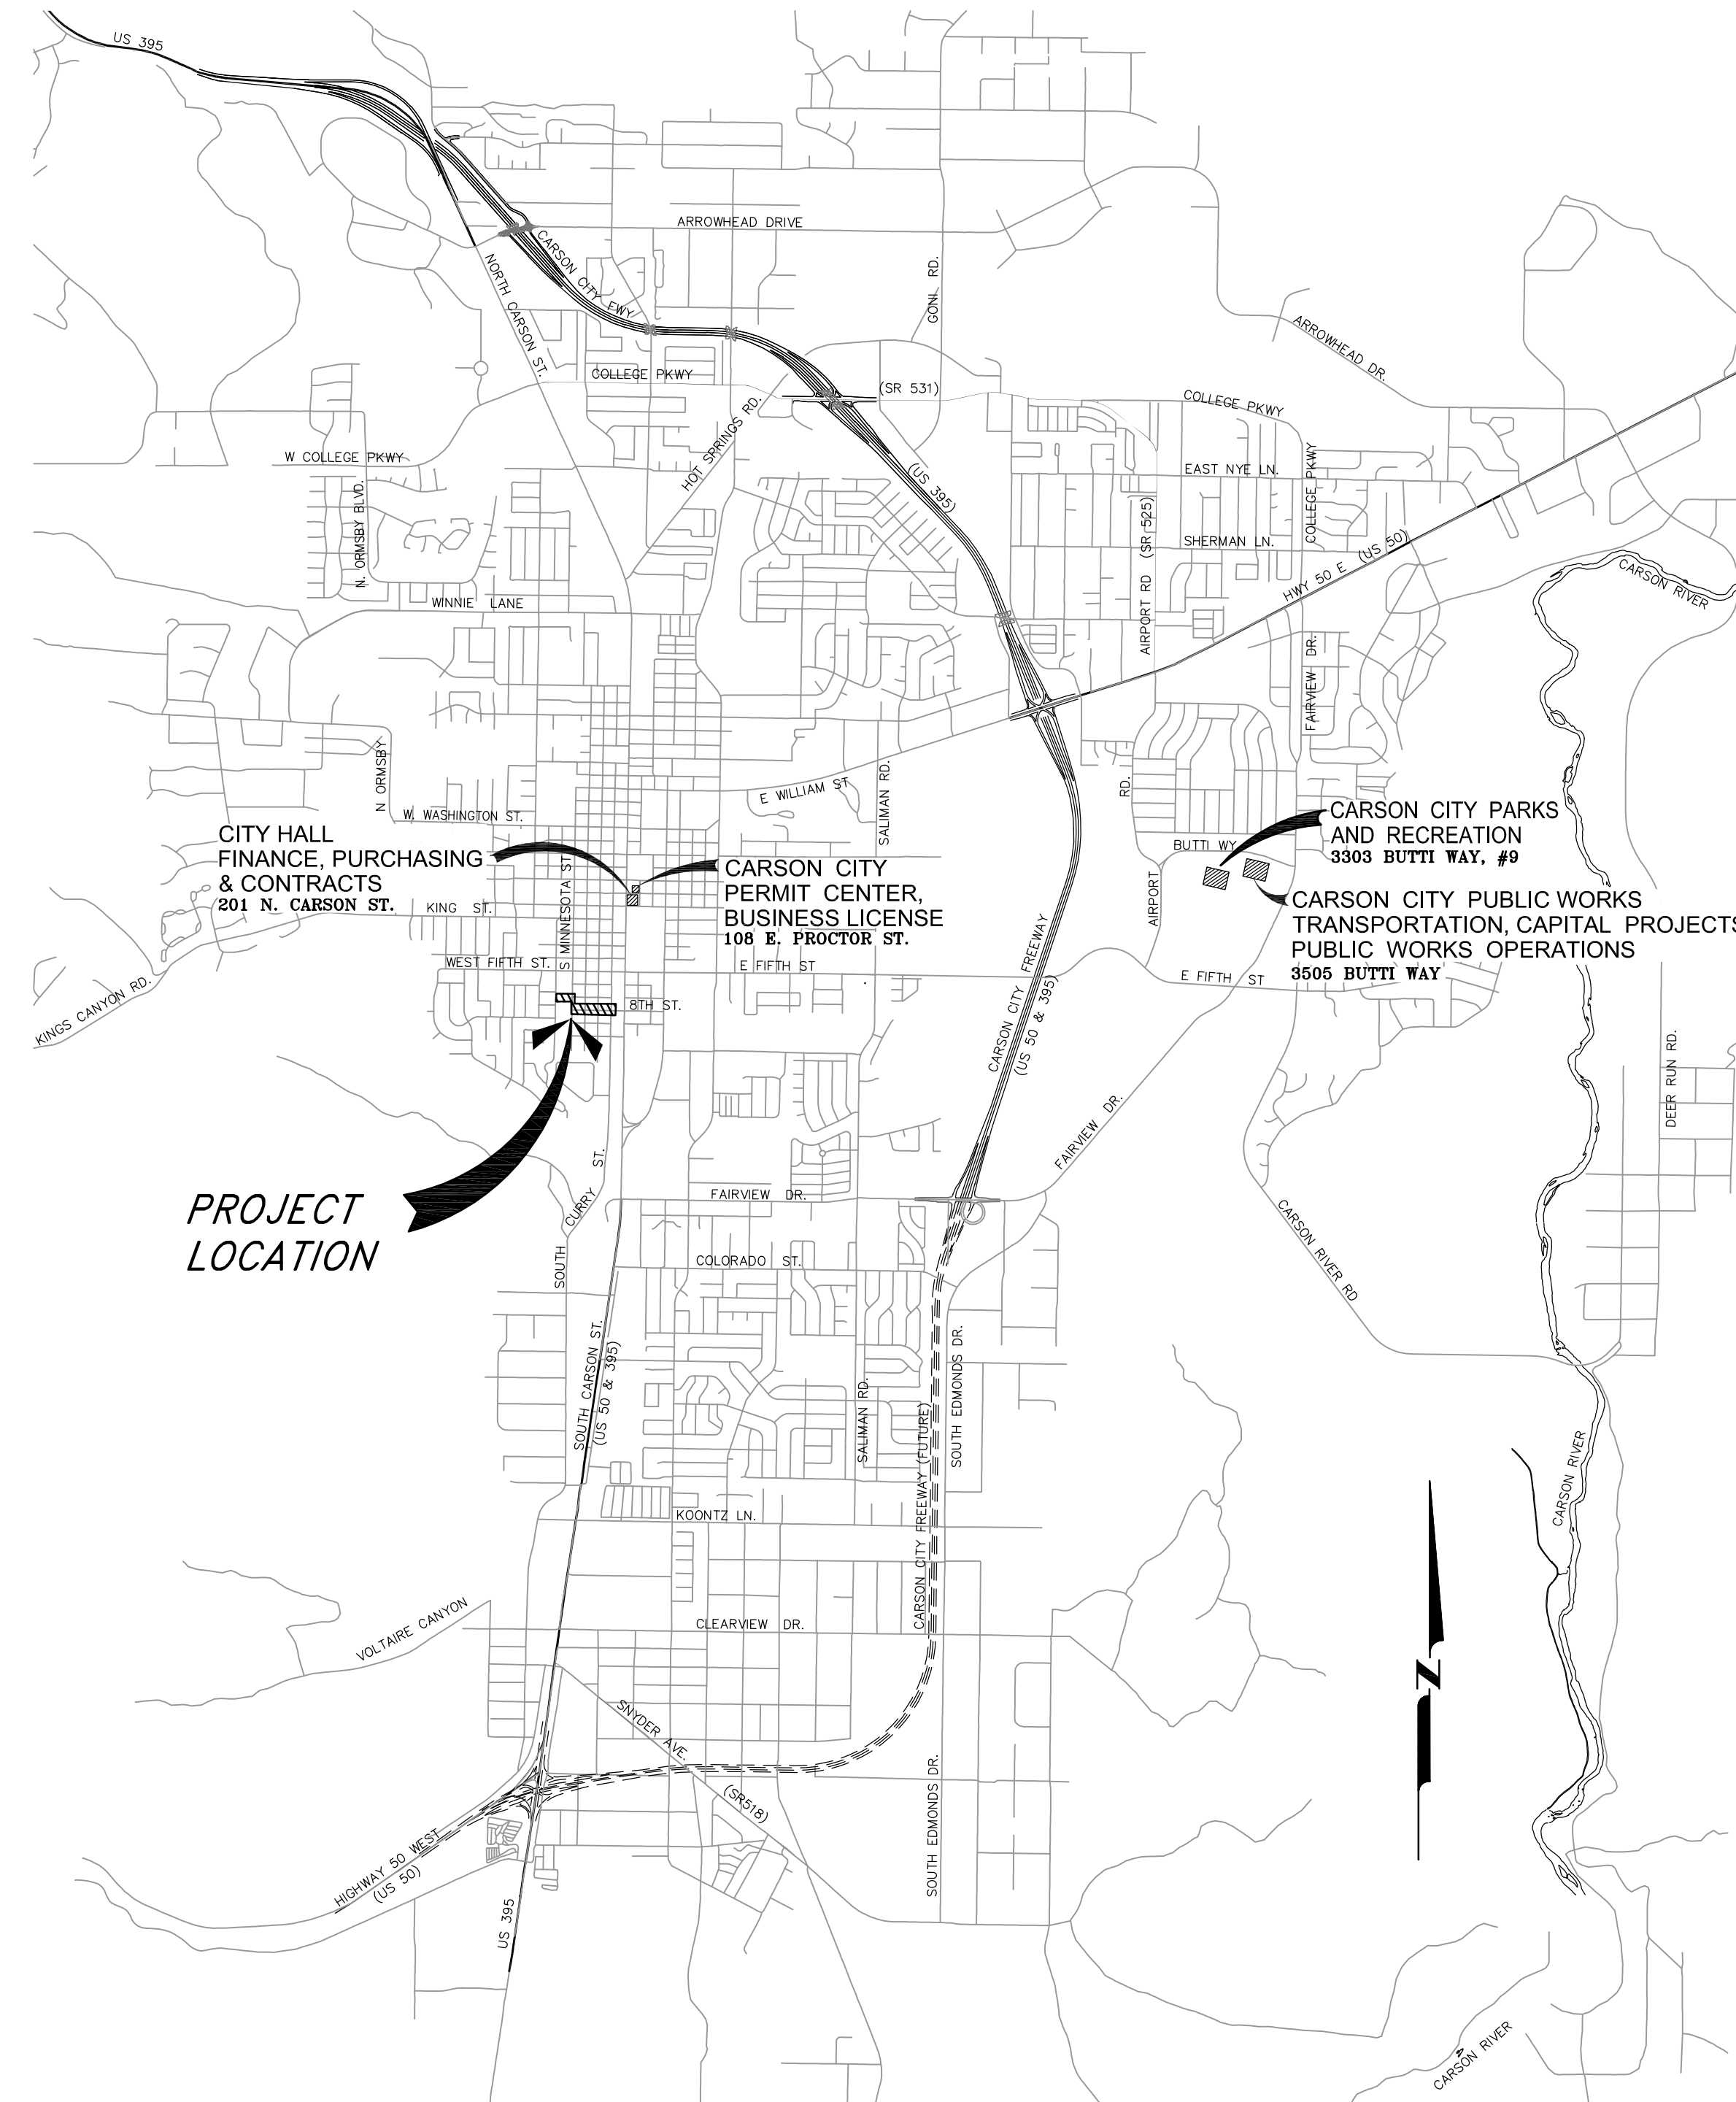 US 395
ARROWHEAD DRIVE
CARSON CITY FWY
NORTH CARSON ST.
GONI RD.
ARROWHEAD DR.
COLLEGE PKWY
(SR 531)
COLLEGE PKWY
HOT SPRINGS RD.
W COLLEGE PKWY
N. ORMSBY BLVD.
(US 395)
EAST NYE LN.
COLLEGE PKWY
AIRPORT RD (SR 525)
SHERMAN LN.
HWY 50 E (US 50)
CARSON RIVER
WINNIE LANE
FAIRVIEW DR.
N ORMSBY
SALIMAN RD.
E WILLIAM ST
RD.
W. WASHINGTON ST.
CITY HALL
FINANCE, PURCHASING
& CONTRACTS
201 N. CARSON ST.
S MINNESOTA ST
CARSON CITY
PERMIT CENTER,
BUSINESS LICENSE
108 E. PROCTOR ST.
BUTTI WY
AIRPORT
CARSON CITY PARKS
AND RECREATION
3303 BUTTI WAY, #9
CARSON CITY PUBLIC WORKS
TRANSPORTATION, CAPITAL PROJECTS
PUBLIC WORKS OPERATIONS
3505 BUTTI WAY
KING ST.
WEST FIFTH ST.
E FIFTH ST
E FIFTH ST
KINGS CANYON RD.
8TH ST.
CARSON CITY FREEWAY
(US 50 & 395)
DEER RUN RD.
FAIRVIEW DR.
PROJECT
LOCATION
SOUTH CURRY ST.
FAIRVIEW DR.
CARSON RIVER RD
COLORADO ST.
SOUTH CARSON ST.
(US 50 & 395)
SALIMAN RD.
CARSON CITY FREEWAY (FUTURE)
SOUTH EDMONDS DR.
CARSON RIVER
KOONTZ LN.
VOLTAIRE CANYON
CLEARVIEW DR.
N
SNYDER AVE.
(SR518)
SOUTH EDMONDS DR.
HIGHWAY 50 WEST
(US 50)
US 395
CARSON RIVER